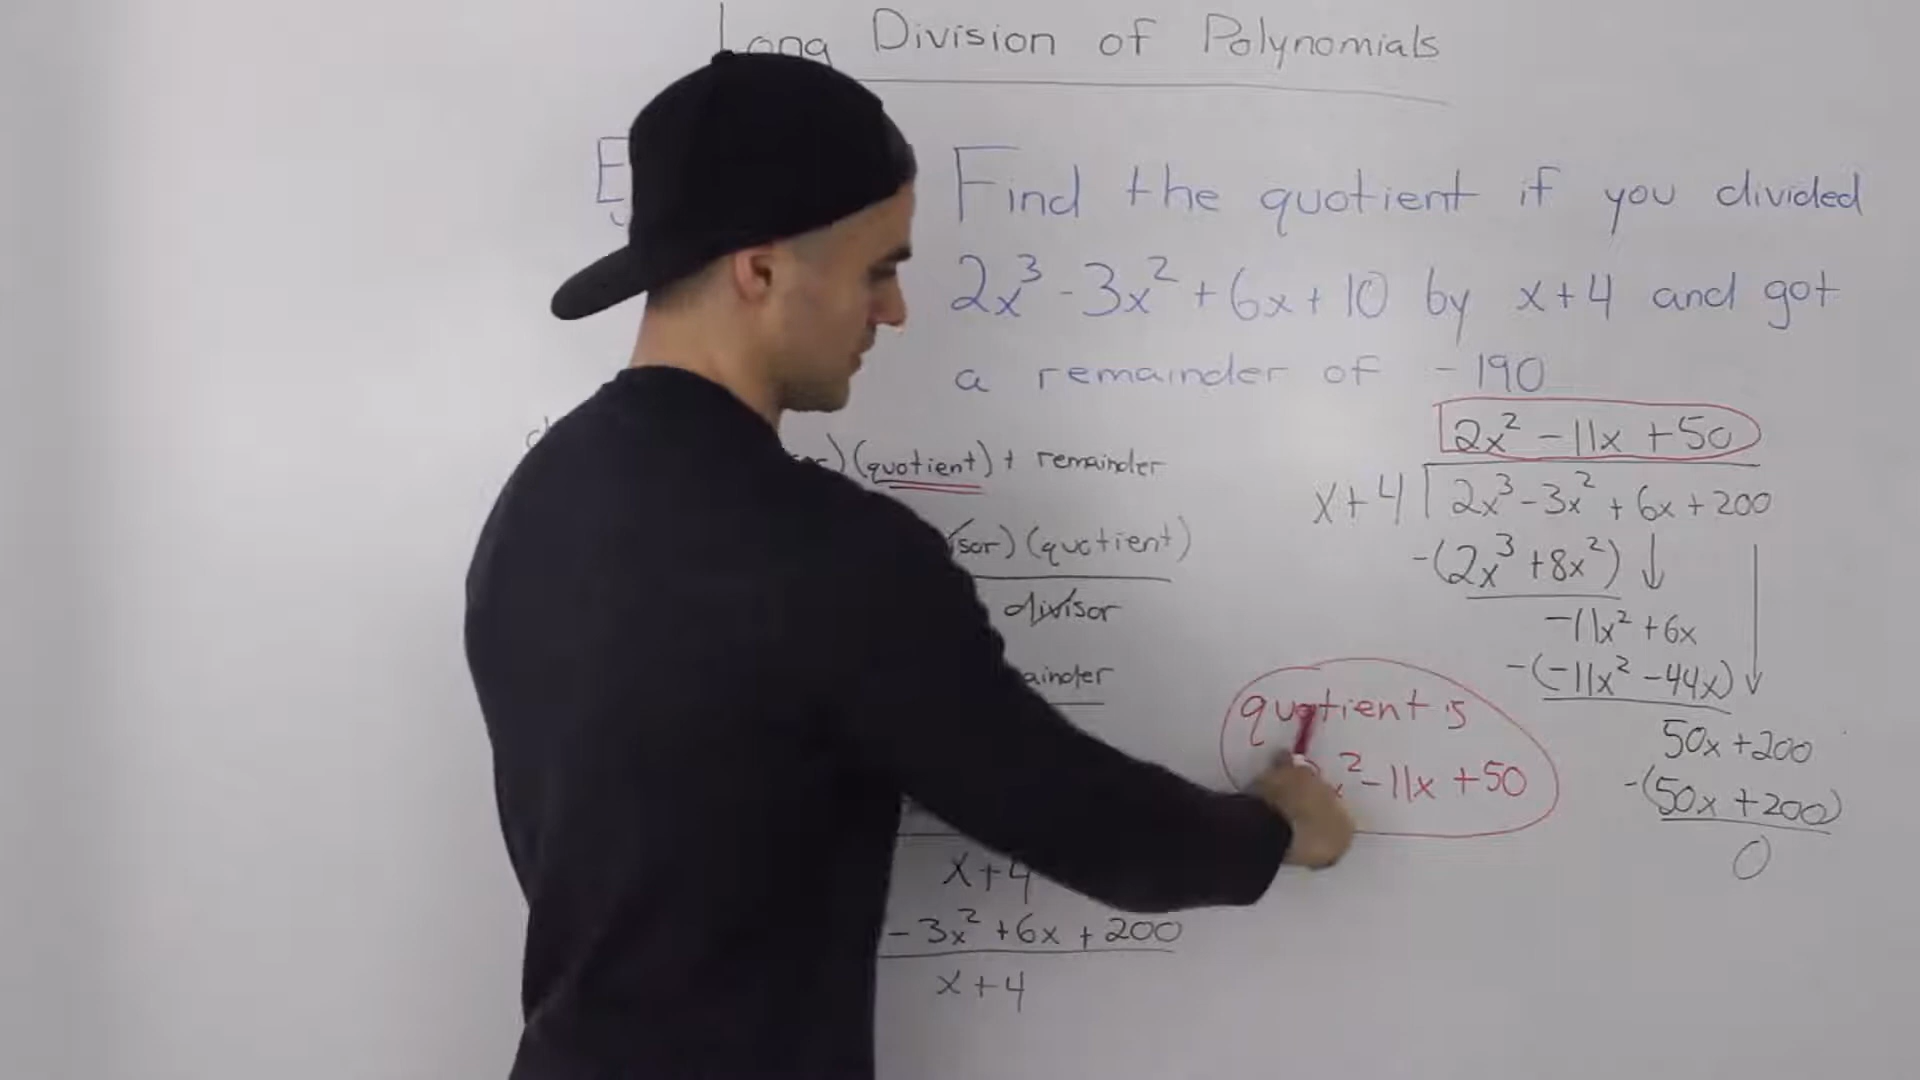 Long Division of Polynomials
Find the quotient if you divided
2x³ - 3x² + 6x + 10 by x + 4 and got
a remainder of - 190
)(quotient) + remainder
(quotient)
divisor
x + 4
- 3x² + 6x + 200
x + 4
quotient is
² - 11x + 50
2x² - 11x + 50
x + 4 2x³ - 3x² + 6x + 200
-(2x³ + 8x²)
-11x² + 6x
-(-11x² - 44x)
50x + 200
-(50x + 200)
0